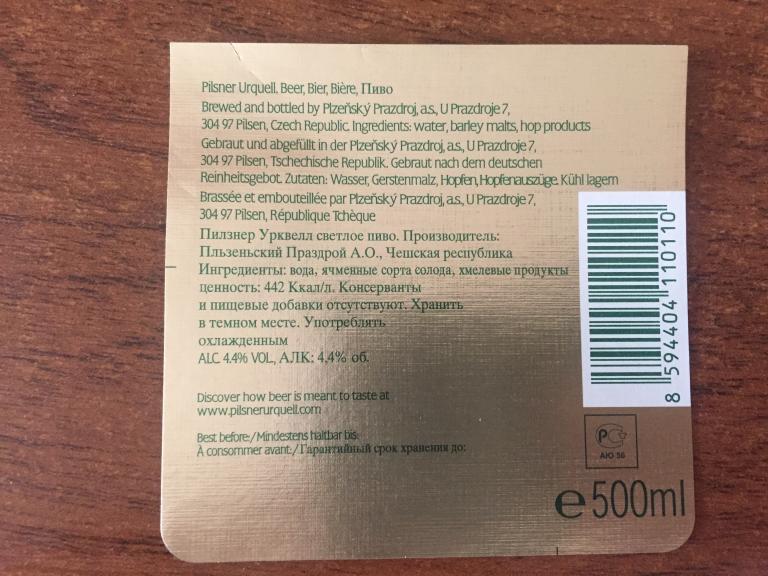 Pilsner Urquell. Beer, Bier, Bière, Пиво
Brewed and bottled by Plzeňský Prazdroj, a.s., U Prazdroje 7,
304 97 Pilsen, Czech Republic. Ingredients: water, barley malts, hop products
Gebraut und abgefüllt in der Plzeňský Prazdroj, a.s., U Prazdroje 7,
304 97 Pilsen, Tschechische Republik. Gebraut nach dem deutschen
Reinheitsgebot. Zutaten: Wasser, Gerstenmalz, Hopfen, Hopfenauszüge. Kühl lagern
Brassée et embouteillée par Plzeňský Prazdroj, a.s., U Prazdroje 7,
304 97 Pilsen, République Tchèque
Пилзнер Урквелл светлое пиво. Производитель:
Пльзеньский Праздрой А.О., Чешская республика
Ингредиенты: вода, ячменные сорта солода, хмелевые продукты
ценность: 442 Ккал/л. Консерванты
и пищевые добавки отсутствуют. Хранить
в темном месте. Употреблять
охлажденным
ALC. 4.4% VOL., АЛК: 4,4% об.
Discover how beer is meant to taste at
www.pilsnerurquell.com
Best before:/Mindestens haltbar bis:
À consommer avant:/Гарантийный срок хранения до:
8 594404 110110
РСТ
АЮ 56
℮ 500ml